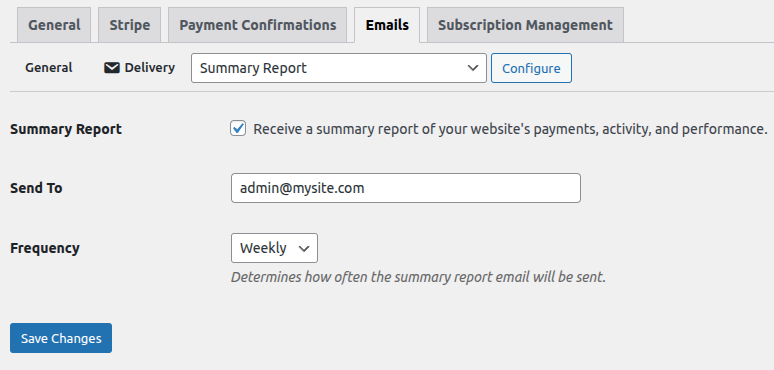 General Stripe Payment Confirmations Emails Subscription Management
General Delivery Summary Report Configure
Summary Report Receive a summary report of your website's payments, activity, and performance.
Send To admin@mysite.com
Frequency Weekly
Determines how often the summary report email will be sent.
Save Changes